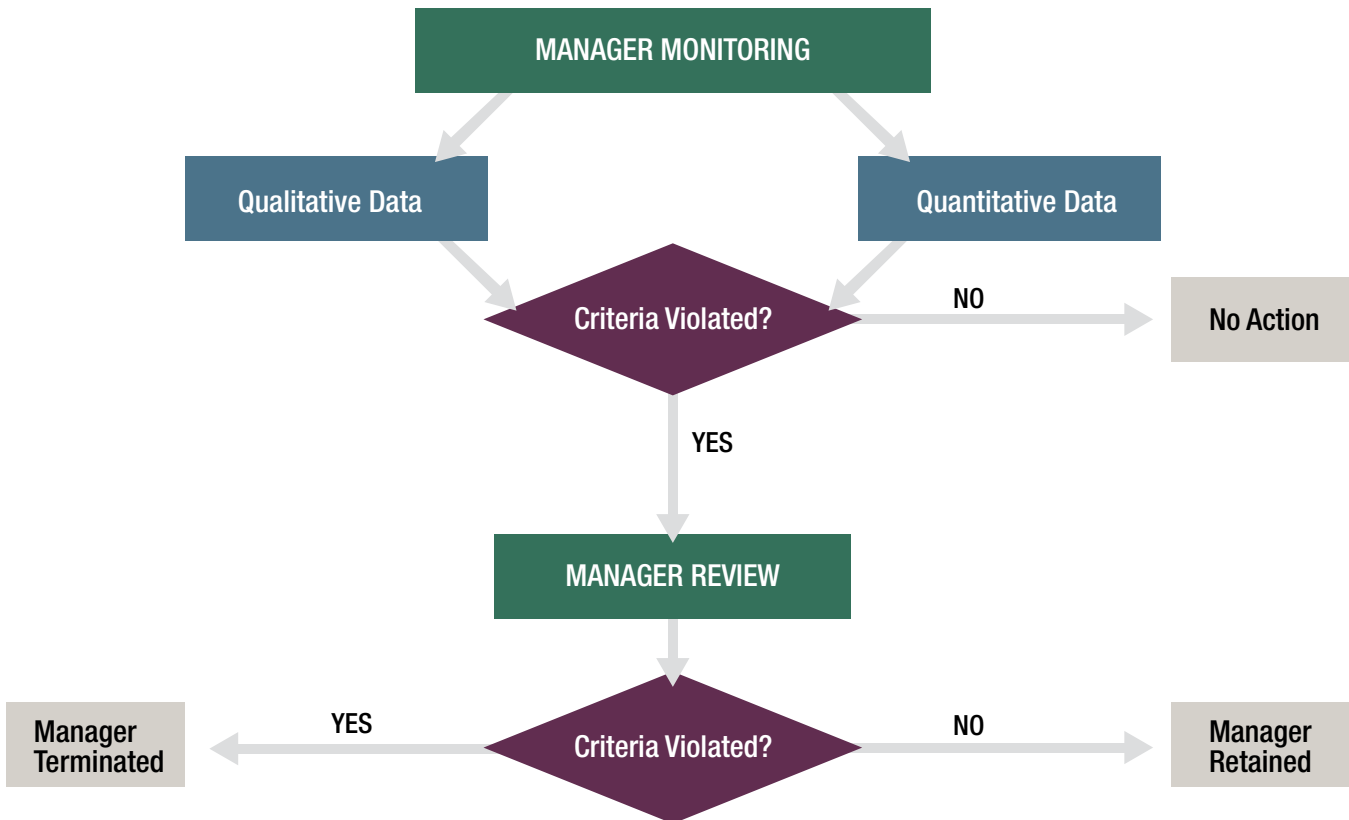 MANAGER MONITORING
Qualitative Data
Quantitative Data
Criteria Violated?
NO
No Action
YES
MANAGER REVIEW
Manager
Terminated
YES
Criteria Violated?
NO
Manager
Retained